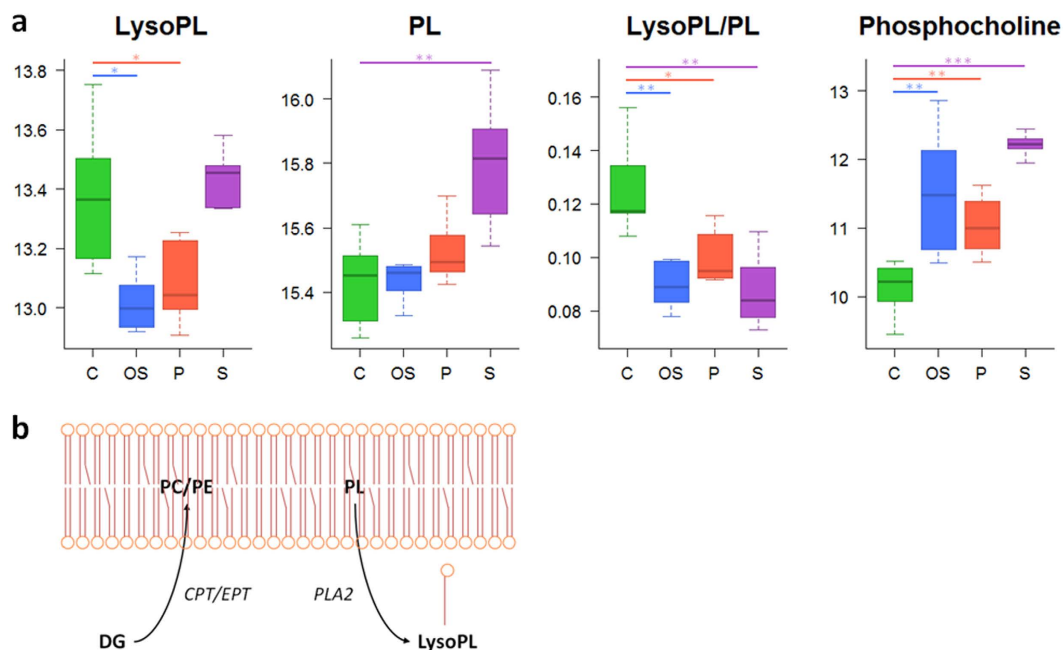 a
LysoPL
PL
LysoPL/PL
Phosphocholine
*
*
13.8
13.6
13.4
13.2
13.0
C OS P S
**
16.0
15.8
15.6
15.4
C OS P S
**
*
**
0.16
0.14
0.12
0.10
0.08
C OS P S
***
**
**
13
12
11
10
C OS P S
b
PC/PE
PL
CPT/EPT
PLA2
DG
LysoPL